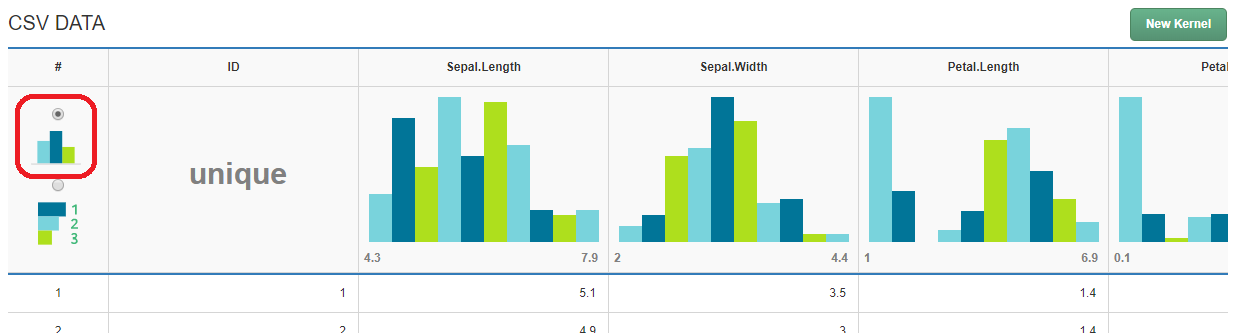 CSV DATA New Kernel
# ID Sepal.Length Sepal.Width Petal.Length Petal
unique
1
2
3
4.3 7.9 2 4.4 1 6.9 0.1
1 1 5.1 3.5 1.4
2 2 4.9 3 1.4